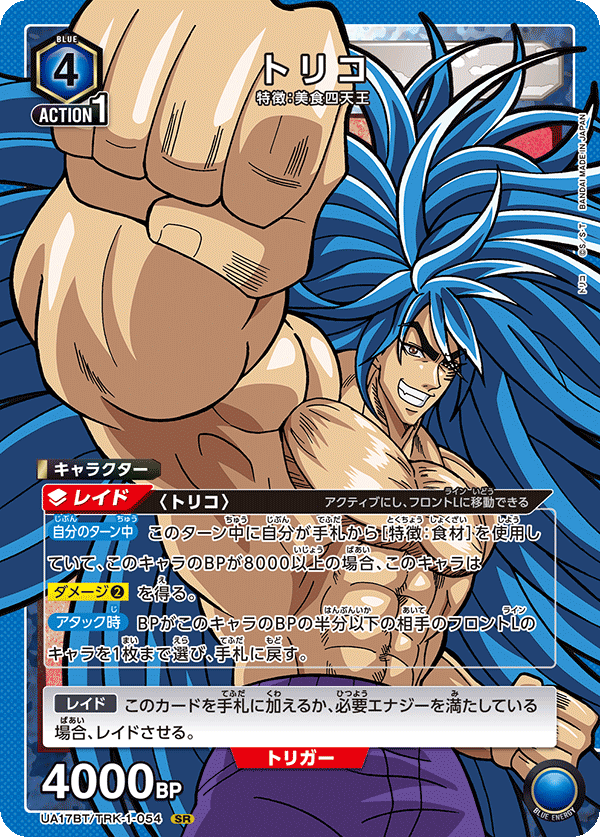 BLUE
4
ACTION 1
トリコ
特徴:美食四天王
トリコ ©S./S·T BANDAI MADE IN JAPAN
キャラクター
レイド 〈トリコ〉 アクティブにし、フロントLに移動できる
自分のターン中 このターン中に自分が手札から[特徴:食材]を使用し
ていて、このキャラのBPが8000以上の場合、このキャラは
ダメージ❷ を得る。
アタック時 BPがこのキャラのBPの半分以下の相手のフロントLの
キャラを1枚まで選び、手札に戻す。
レイド このカードを手札に加えるか、必要エナジーを満たしている
場合、レイドさせる。
トリガー
4000BP
UA17BT/TRK-1-054 SR
BLUE ENERGY